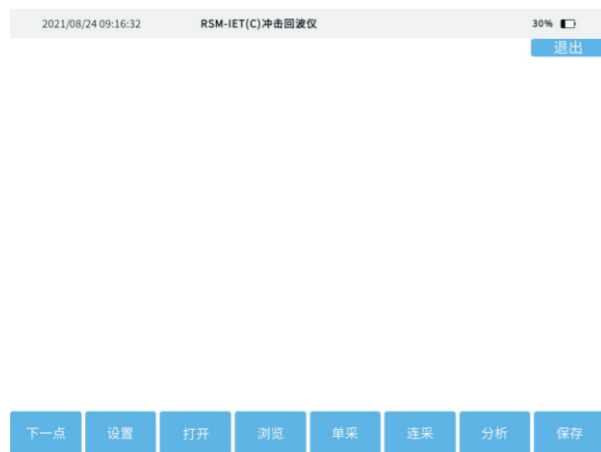 2021/08/24 09:16:32 RSM-IET(C)冲击回波仪 30%
退出
下一点 设置 打开 浏览 单采 连采 分析 保存